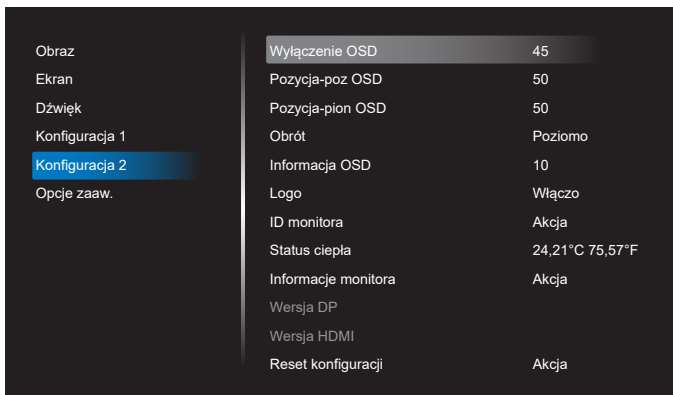 Obraz
Ekran
Dźwięk
Konfiguracja 1
Konfiguracja 2
Opcje zaaw.
Wyłączenie OSD 45
Pozycja-poz OSD 50
Pozycja-pion OSD 50
Obrót Poziomo
Informacja OSD 10
Logo Włączo
ID monitora Akcja
Status ciepła 24,21°C 75,57°F
Informacje monitora Akcja
Wersja DP
Wersja HDMI
Reset konfiguracji Akcja